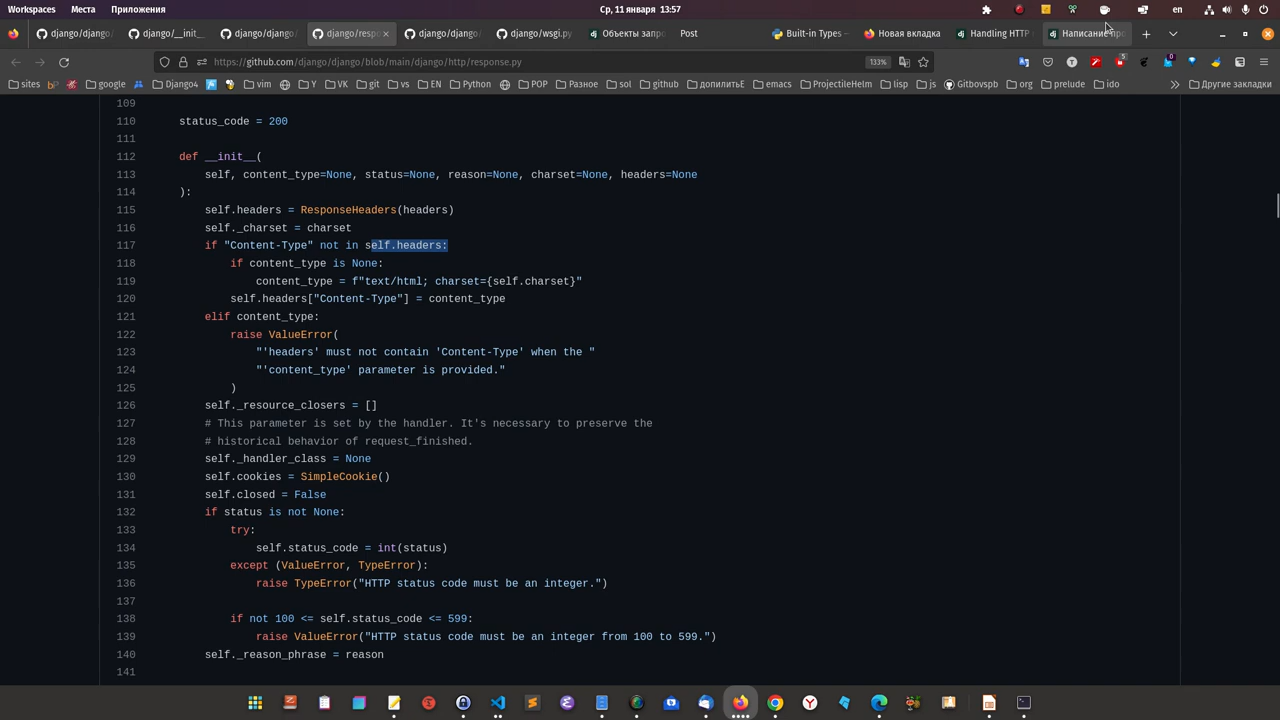 Workspaces Места Приложения Ср, 11 января 13:57 en
django/django/ django/__init_ django/django/ django/respo django/django/ django/wsgi.py Объекты запро Post Built-in Types — Новая вкладка Handling HTTP Написание про
https://github.com/django/django/blob/main/django/http/response.py 133%
sites google Django4 vim Y VK git vs EN Python POP Разное sol github допилитьЕ emacs ProjectileHelm lisp js Gitbovspb org prelude ido Другие закладки
109
110 status_code = 200
111
112 def __init__(
113 self, content_type=None, status=None, reason=None, charset=None, headers=None
114 ):
115 self.headers = ResponseHeaders(headers)
116 self._charset = charset
117 if "Content-Type" not in self.headers:
118 if content_type is None:
119 content_type = f"text/html; charset={self.charset}"
120 self.headers["Content-Type"] = content_type
121 elif content_type:
122 raise ValueError(
123 "'headers' must not contain 'Content-Type' when the "
124 "'content_type' parameter is provided."
125 )
126 self._resource_closers = []
127 # This parameter is set by the handler. It's necessary to preserve the
128 # historical behavior of request_finished.
129 self._handler_class = None
130 self.cookies = SimpleCookie()
131 self.closed = False
132 if status is not None:
133 try:
134 self.status_code = int(status)
135 except (ValueError, TypeError):
136 raise TypeError("HTTP status code must be an integer.")
137
138 if not 100 <= self.status_code <= 599:
139 raise ValueError("HTTP status code must be an integer from 100 to 599.")
140 self._reason_phrase = reason
141